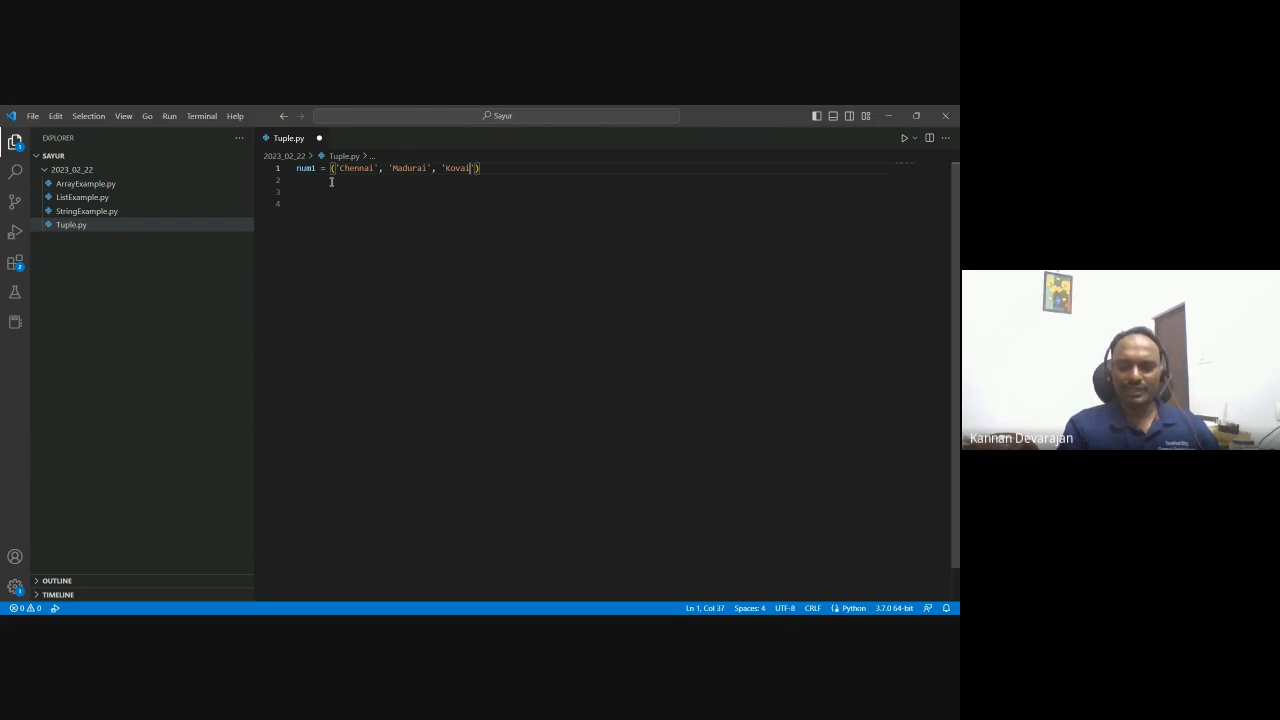 File Edit Selection View Go Run Terminal Help
Sayur
EXPLORER
Tuple.py
SAYUR
2023_02_22
ArrayExample.py
ListExample.py
StringExample.py
Tuple.py
2023_02_22 > Tuple.py > ...
1 num1 = ('Chennai', 'Madurai', 'Kovai')
2
3
4
Kannan Devarajan
OUTLINE
TIMELINE
0 0
Ln 1, Col 37 Spaces: 4 UTF-8 CRLF Python 3.7.0 64-bit